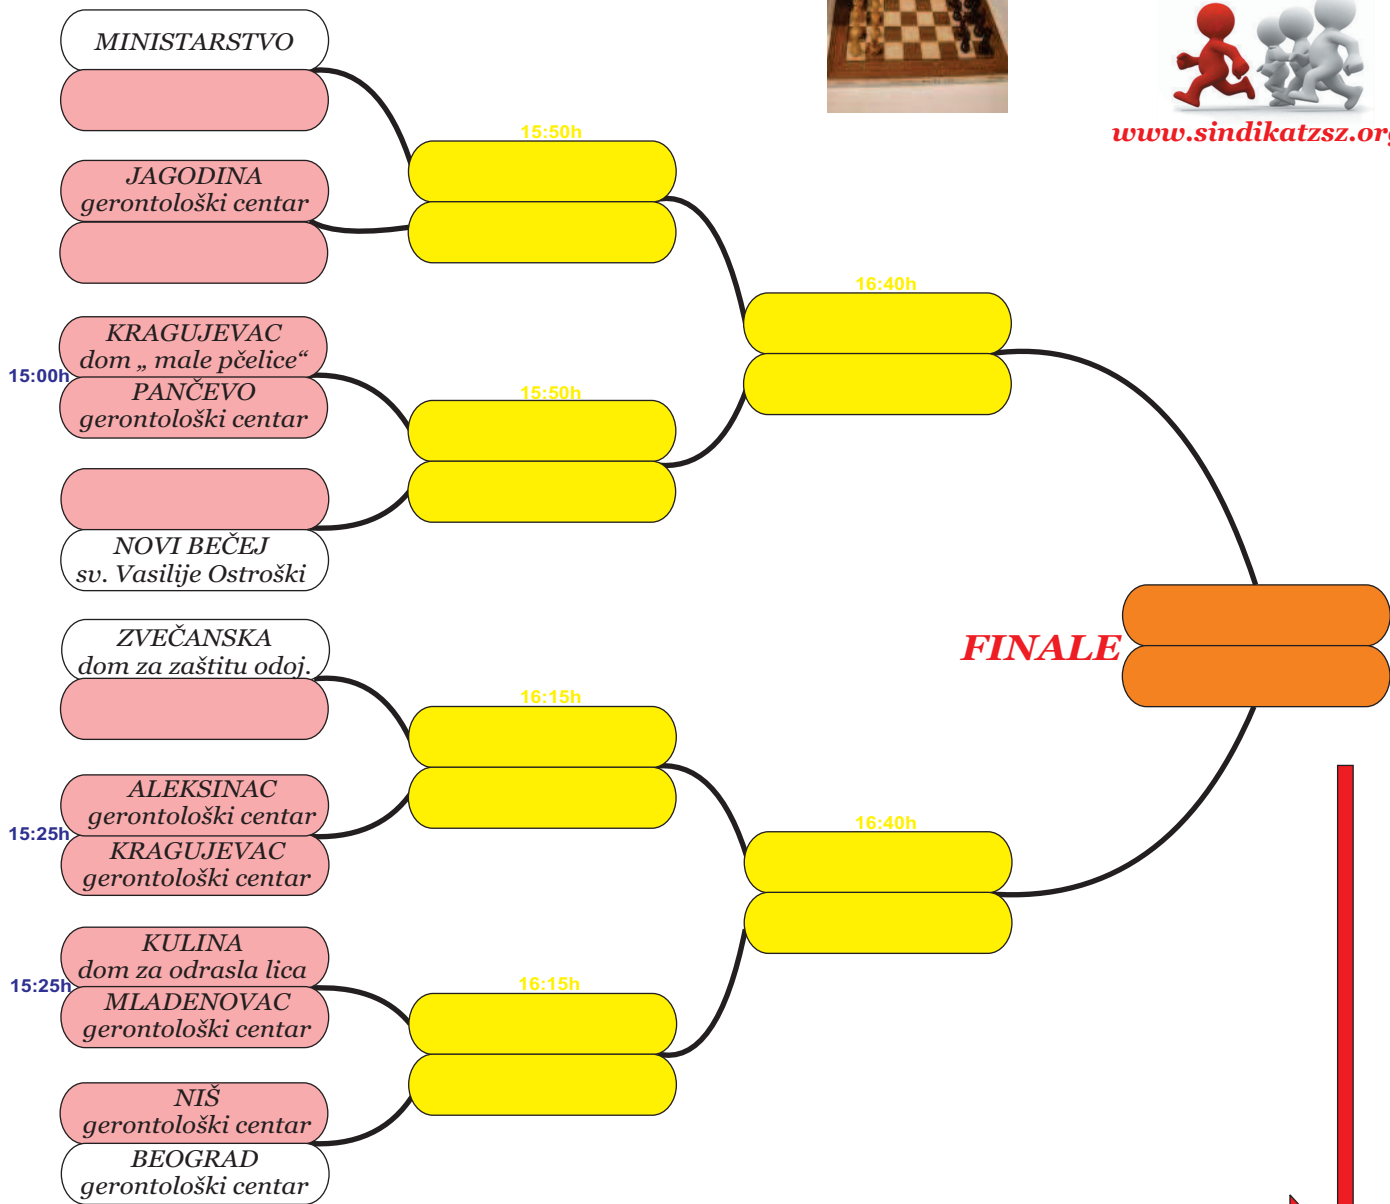 MINISTARSTVO
www.sindikatzsz.org
15:50h
JAGODINA
gerontološki centar
16:40h
KRAGUJEVAC
dom „ male pčelice“
15:00h
PANČEVO
gerontološki centar
15:50h
NOVI BEČEJ
sv. Vasilije Ostroški
ZVEČANSKA
dom za zaštitu odoj.
FINALE
16:15h
ALEKSINAC
gerontološki centar
15:25h
KRAGUJEVAC
gerontološki centar
16:40h
KULINA
dom za odrasla lica
15:25h
MLADENOVAC
gerontološki centar
16:15h
NIŠ
gerontološki centar
BEOGRAD
gerontološki centar